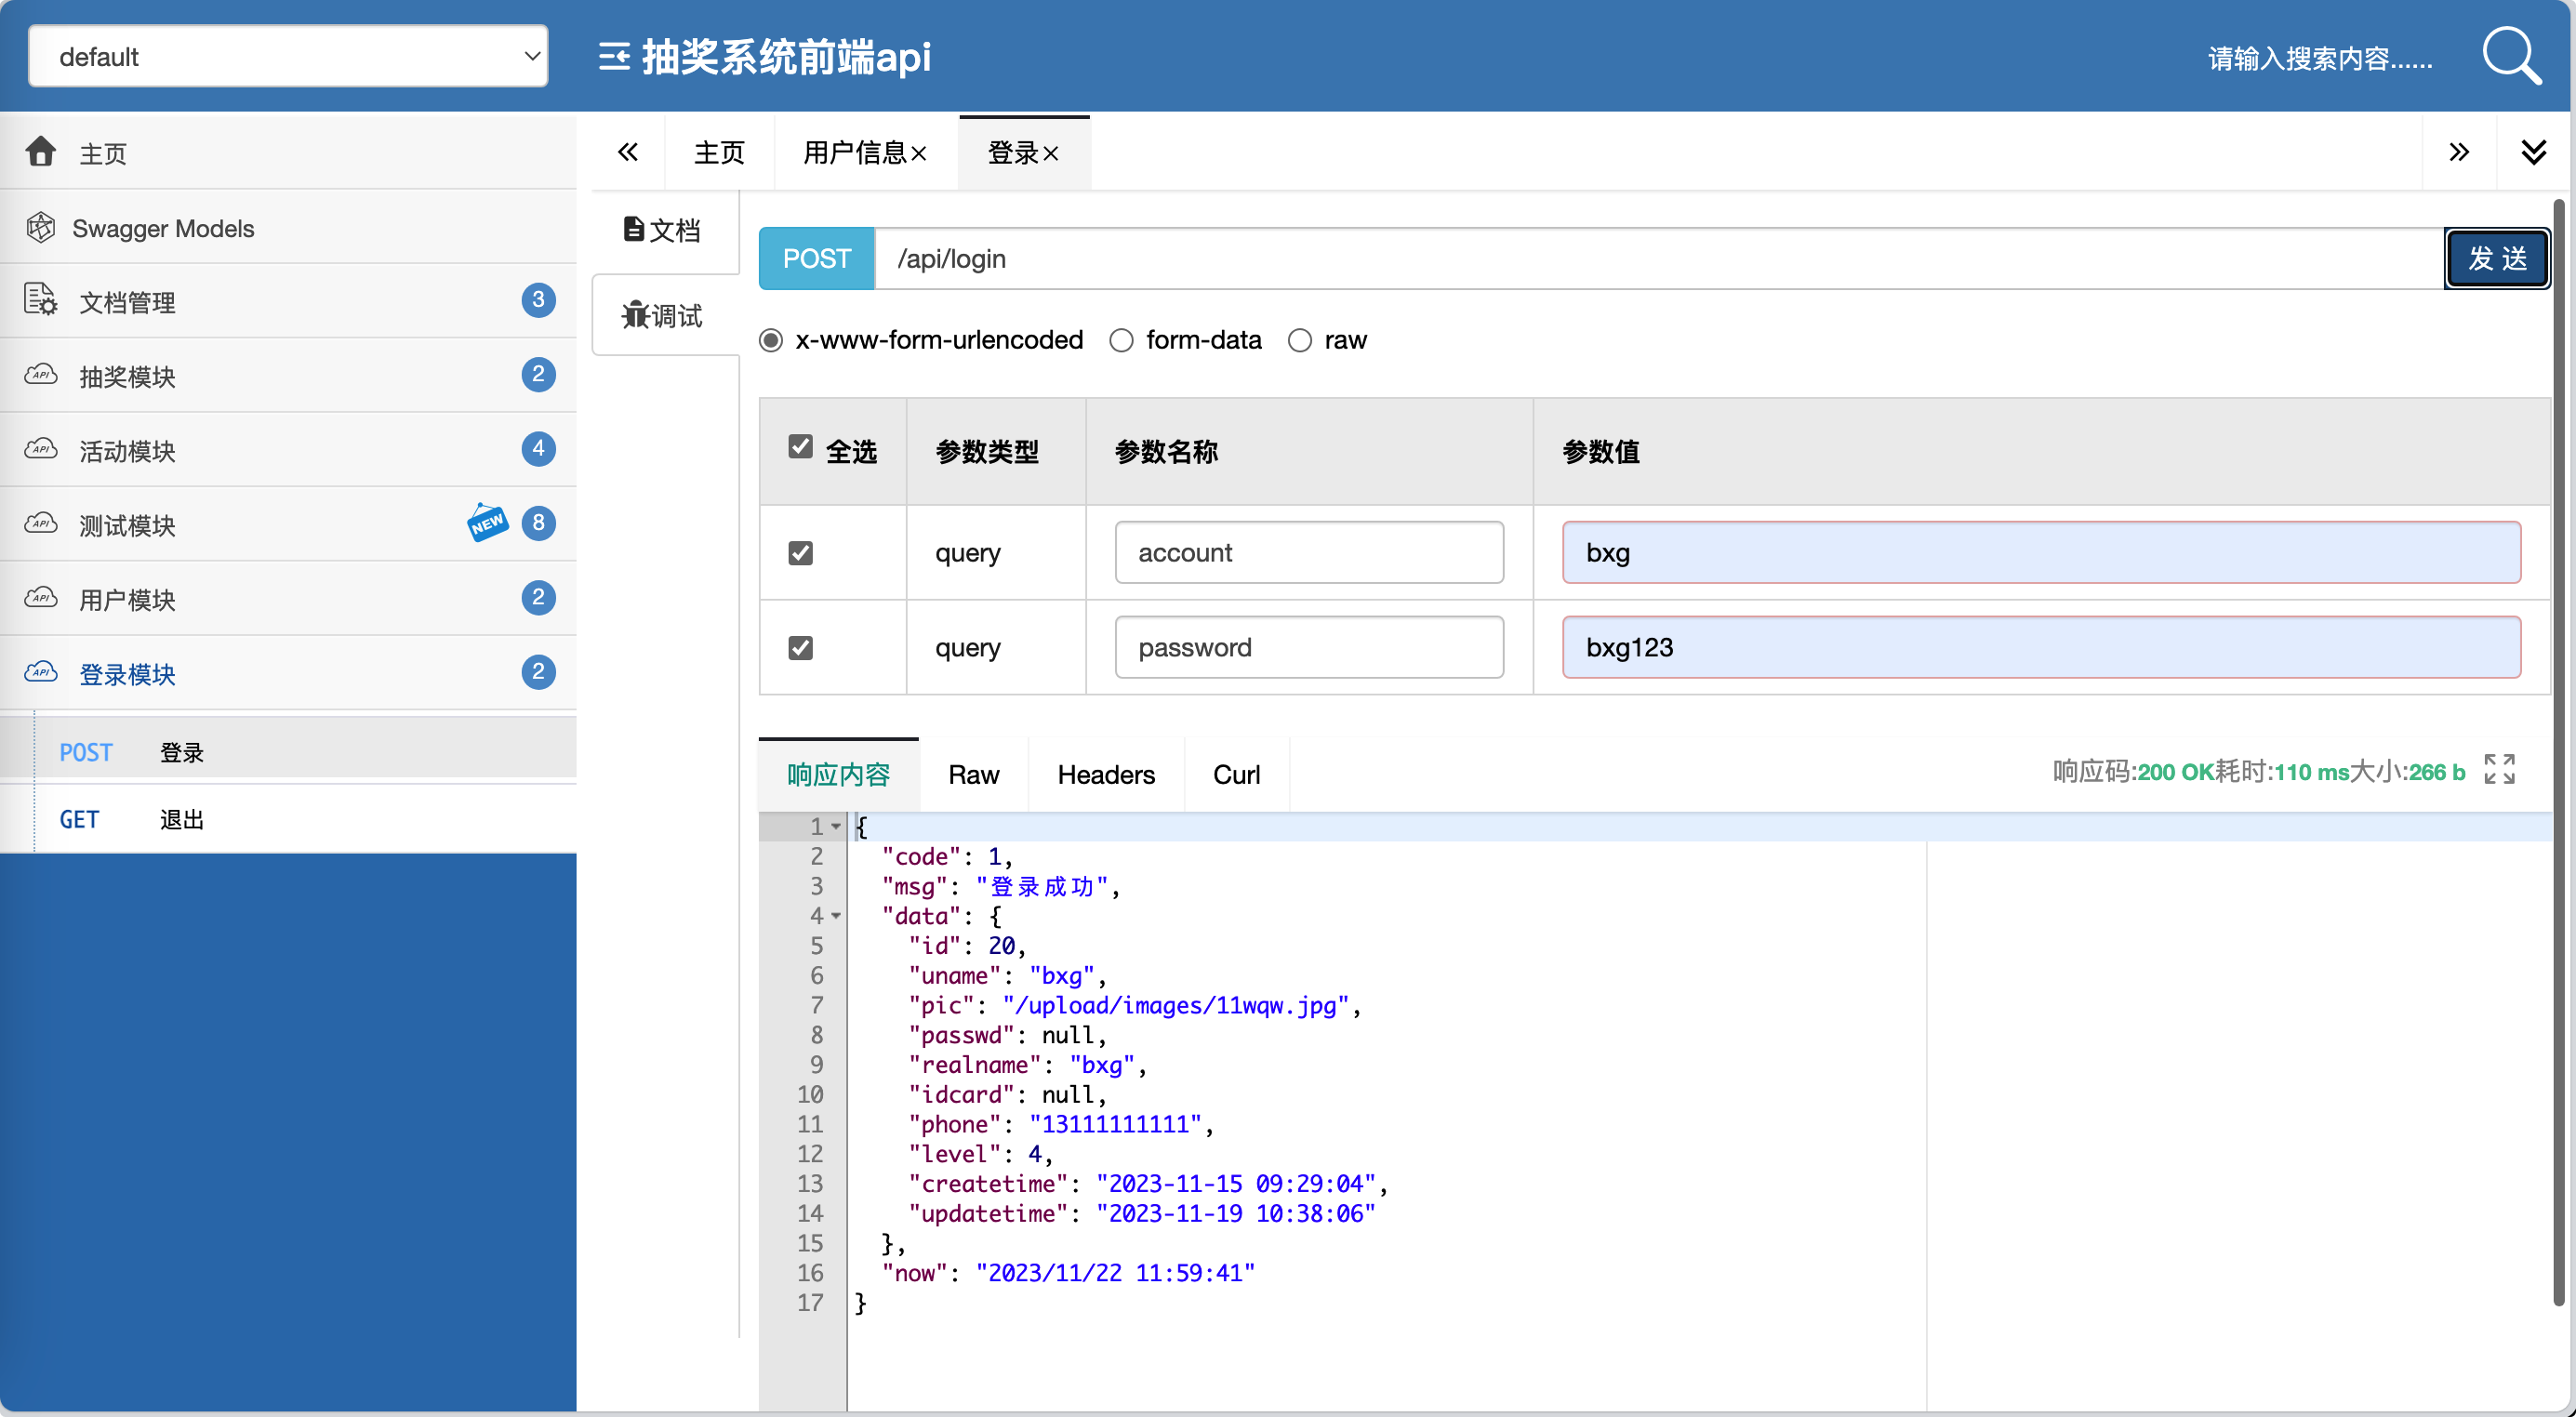 default
抽奖系统前端api
请输入搜索内容......
主页
Swagger Models
文档管理 3
抽奖模块 2
活动模块 4
测试模块 NEW 8
用户模块 2
登录模块 2
POST 登录
GET 退出
主页 用户信息 登录
文档
调试
POST /api/login 发 送
x-www-form-urlencoded form-data raw
全选 参数类型 参数名称 参数值
query account bxg
query password bxg123
响应内容 Raw Headers Curl 响应码:200 OK耗时:110 ms大小:266 b
1 {
2 "code": 1,
3 "msg": "登录成功",
4 "data": {
5 "id": 20,
6 "uname": "bxg",
7 "pic": "/upload/images/11wqw.jpg",
8 "passwd": null,
9 "realname": "bxg",
10 "idcard": null,
11 "phone": "13111111111",
12 "level": 4,
13 "createtime": "2023-11-15 09:29:04",
14 "updatetime": "2023-11-19 10:38:06"
15 },
16 "now": "2023/11/22 11:59:41"
17 }